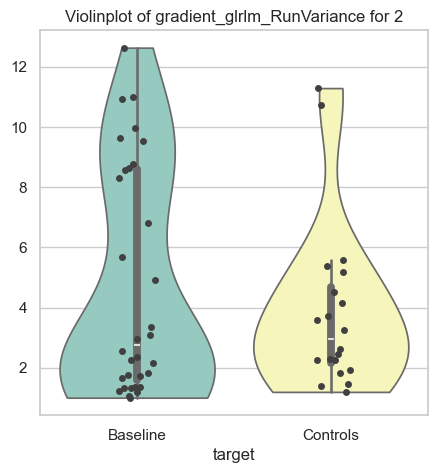 Violinplot of gradient_glrlm_RunVariance for 2
12
10
8
6
4
2
Baseline
Controls
target